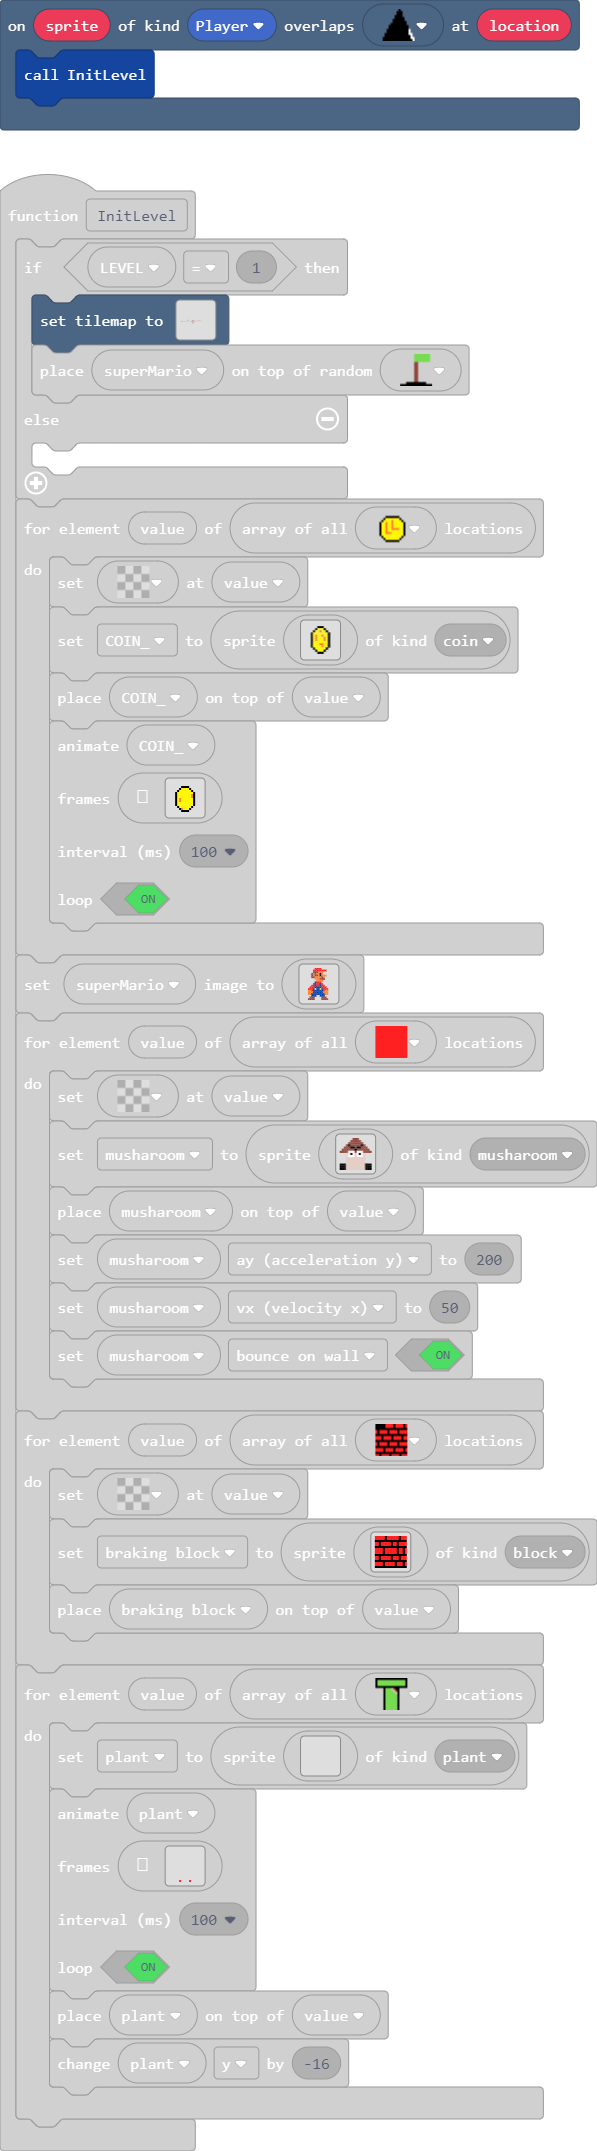 on sprite of kind Player overlaps at location
call InitLevel
function InitLevel
if LEVEL = 1 then
set tilemap to
place superMario on top of random
else
for element value of array of all locations
do set at value
set COIN_ to sprite of kind coin
place COIN_ on top of value
animate COIN_
frames
interval (ms) 100
loop ON
set superMario image to
for element value of array of all locations
do set at value
set musharoom to sprite of kind musharoom
place musharoom on top of value
set musharoom ay (acceleration y) to 200
set musharoom vx (velocity x) to 50
set musharoom bounce on wall ON
for element value of array of all locations
do set at value
set braking block to sprite of kind block
place braking block on top of value
for element value of array of all locations
do set plant to sprite of kind plant
animate plant
frames
interval (ms) 100
loop ON
place plant on top of value
change plant y by -16